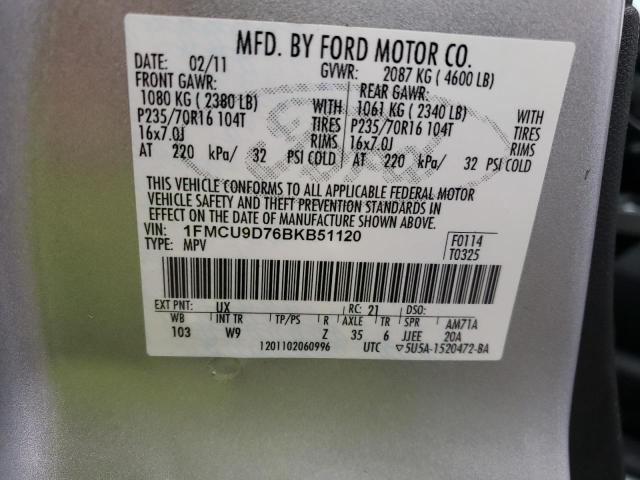 MFD. BY FORD MOTOR CO.
DATE: 02/11 GVWR: 2087 KG ( 4600 LB)
FRONT GAWR: REAR GAWR:
1080 KG ( 2380 LB) WITH 1061 KG ( 2340 LB) WITH
P235/70R16 104T TIRES P235/70R16 104T TIRES
16x7.0J RIMS 16x7.0J RIMS
AT 220 kPa/ 32 PSI COLD AT 220 kPa/ 32 PSI COLD
THIS VEHICLE CONFORMS TO ALL APPLICABLE FEDERAL MOTOR
VEHICLE SAFETY AND THEFT PREVENTION STANDARDS IN
EFFECT ON THE DATE OF MANUFACTURE SHOWN ABOVE.
VIN: 1FMCU9D76BKB51120 F0114
TYPE: MPV T0325
EXT PNT: UX RC: 21 DSO:
WB INT TR TP/PS R AXLE TR SPR AM71A
103 W9 Z 35 6 JJEE 20A
1201102060996 UTC ▽5U5A-1520472-BA